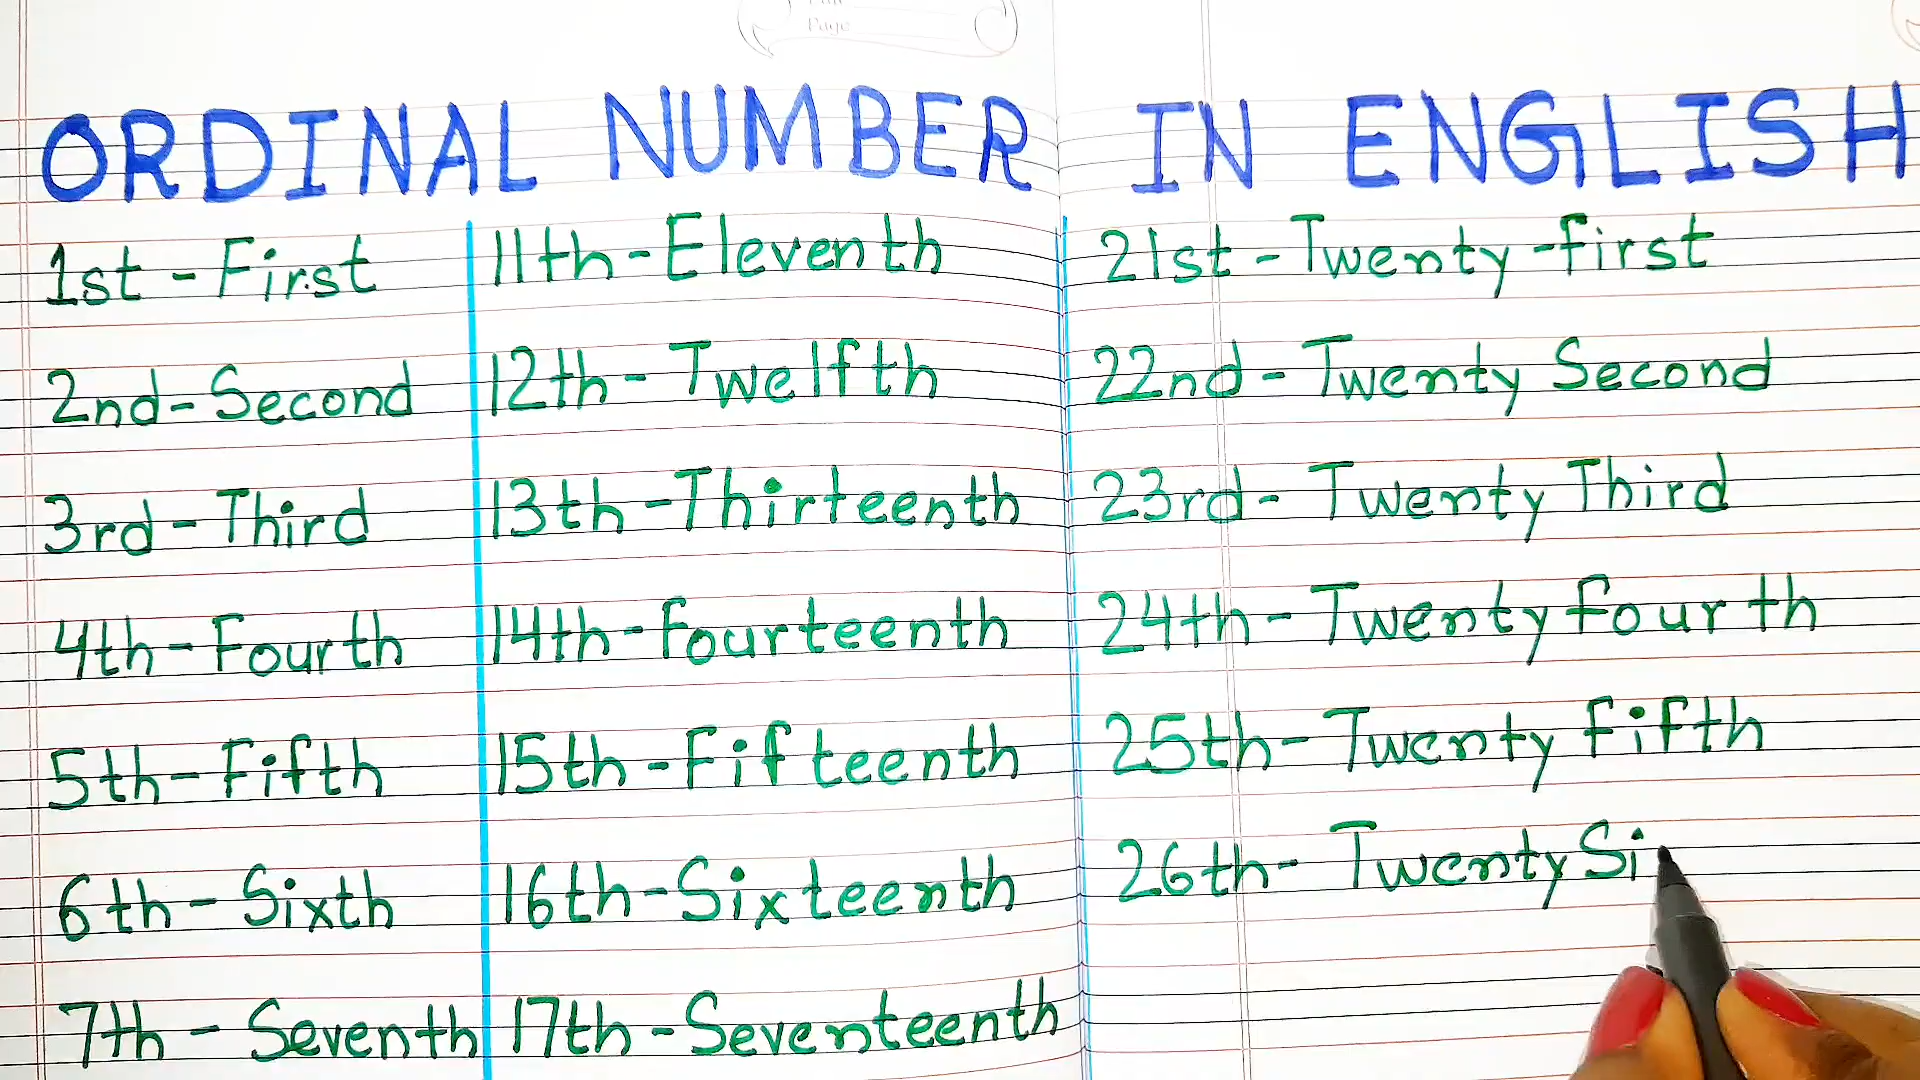 Page
ORDINAL NUMBER IN ENGLISH
1st - First
2nd - Second
3rd - Third
4th - Fourth
5th - Fifth
6th - Sixth
7th - Seventh
11th - Eleventh
12th - Twelfth
13th - Thirteenth
14th - Fourteenth
15th - Fifteenth
16th - Sixteenth
17th - Seventeenth
21st - Twenty - first
22nd - Twenty Second
23rd - Twenty Third
24th - Twenty Fourth
25th - Twenty Fifth
26th - Twenty Si